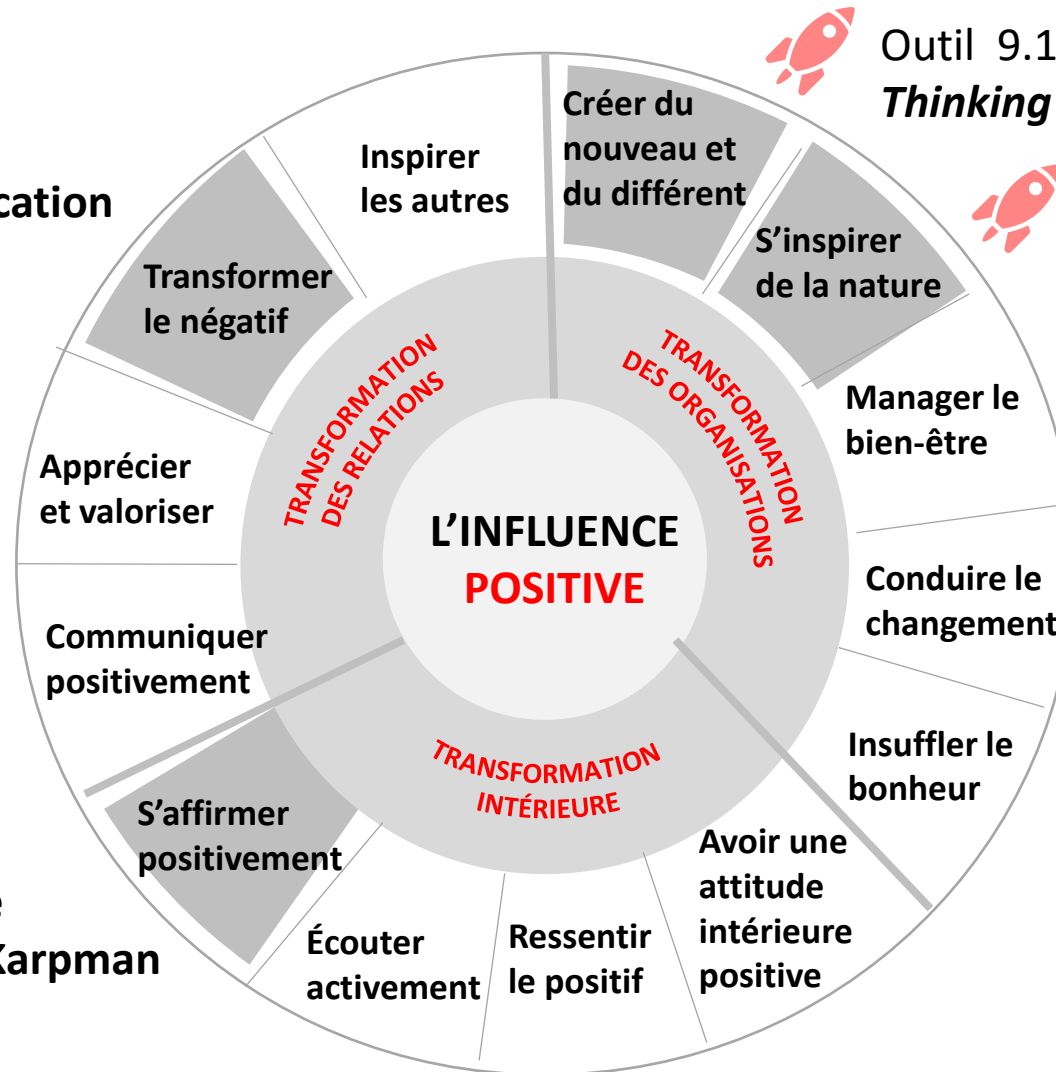 Outil 9.1
Thinking
cation
Inspirer
les autres
Créer du
nouveau et
du différent
S'inspirer
de la nature
Transformer
le négatif
Manager le
bien-être
Apprécier
et valoriser
Conduire le
changement
Communiquer
positivement
Insuffler le
bonheur
S'affirmer
positivement
Avoir une
attitude
intérieure
positive
Écouter
activement
Ressentir
le positif
e
Karpman
TRANSFORMATION
DES RELATIONS
TRANSFORMATION
DES ORGANISATIONS
TRANSFORMATION
INTÉRIEURE
L'INFLUENCE
POSITIVE